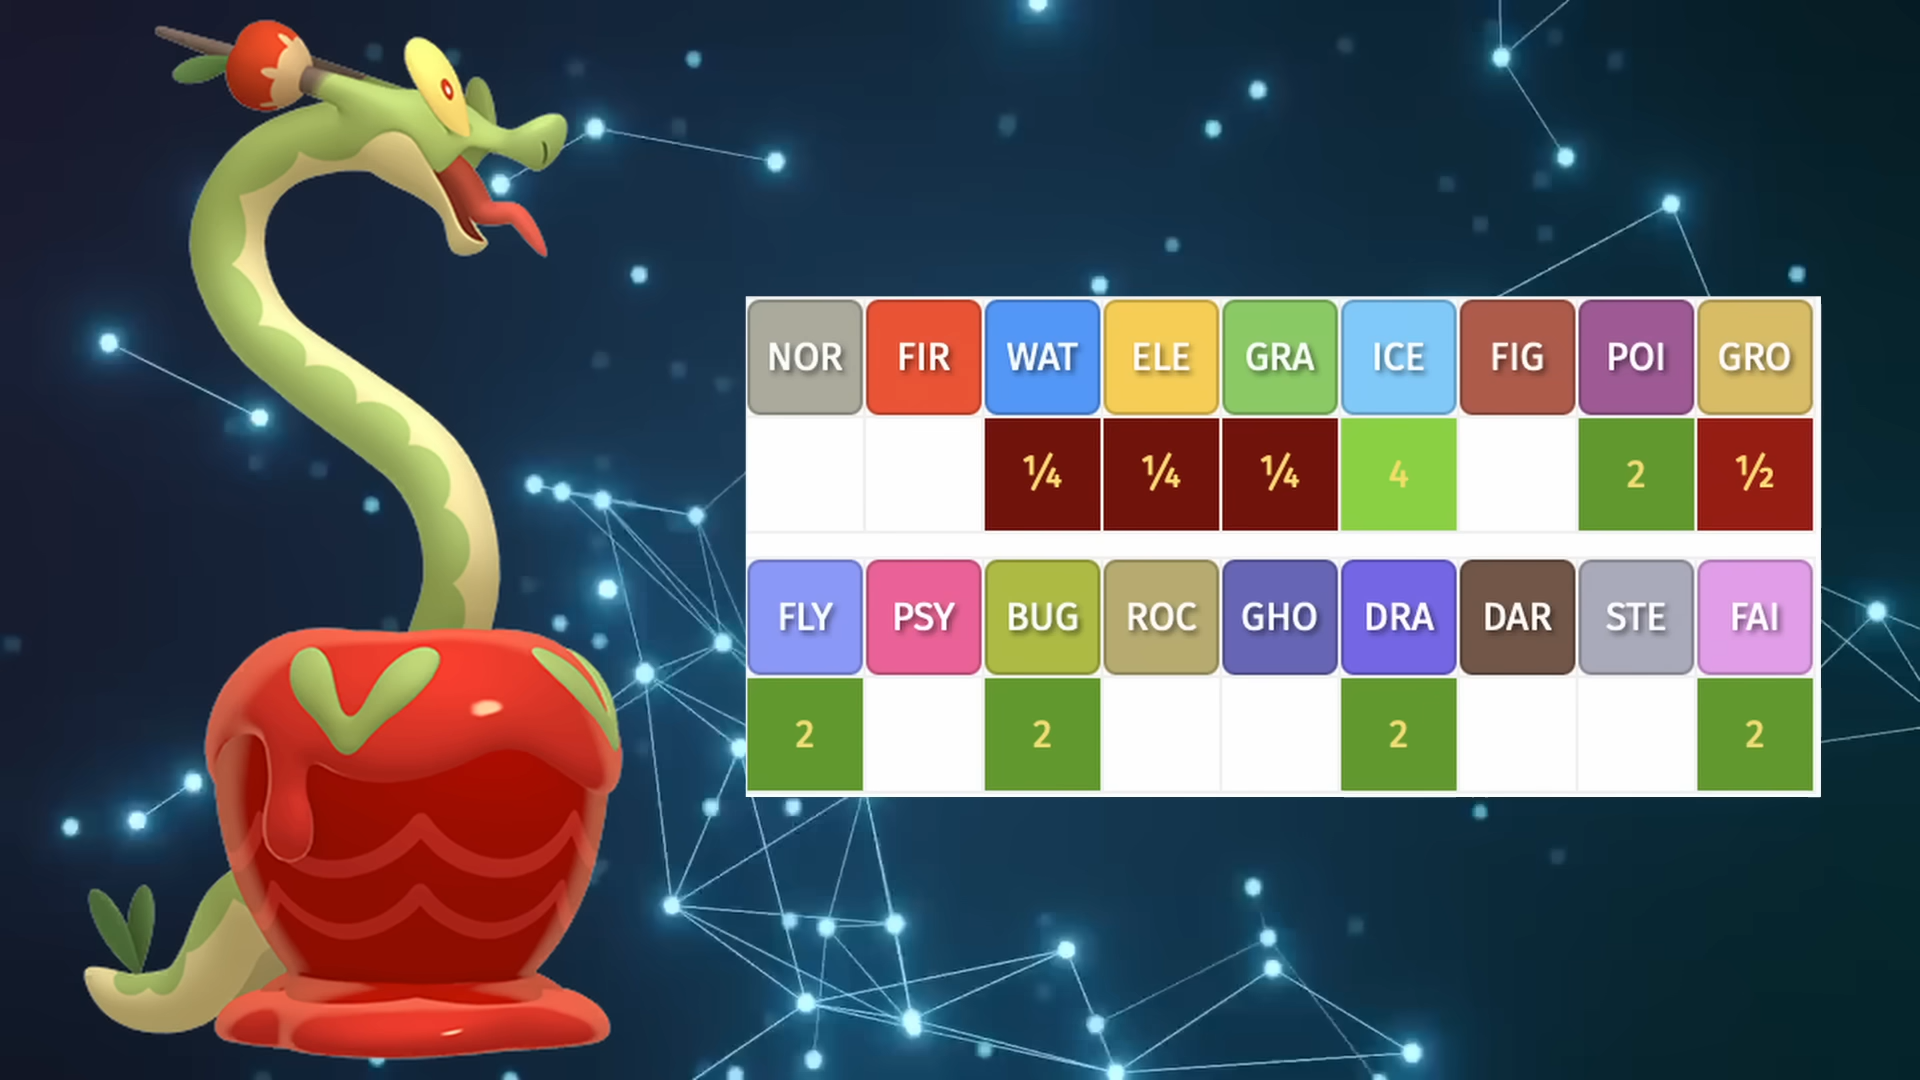 NOR FIR WAT ELE GRA ICE FIG POI GRO
¼ ¼ ¼ 4 2 ½
FLY PSY BUG ROC GHO DRA DAR STE FAI
2 2 2 2